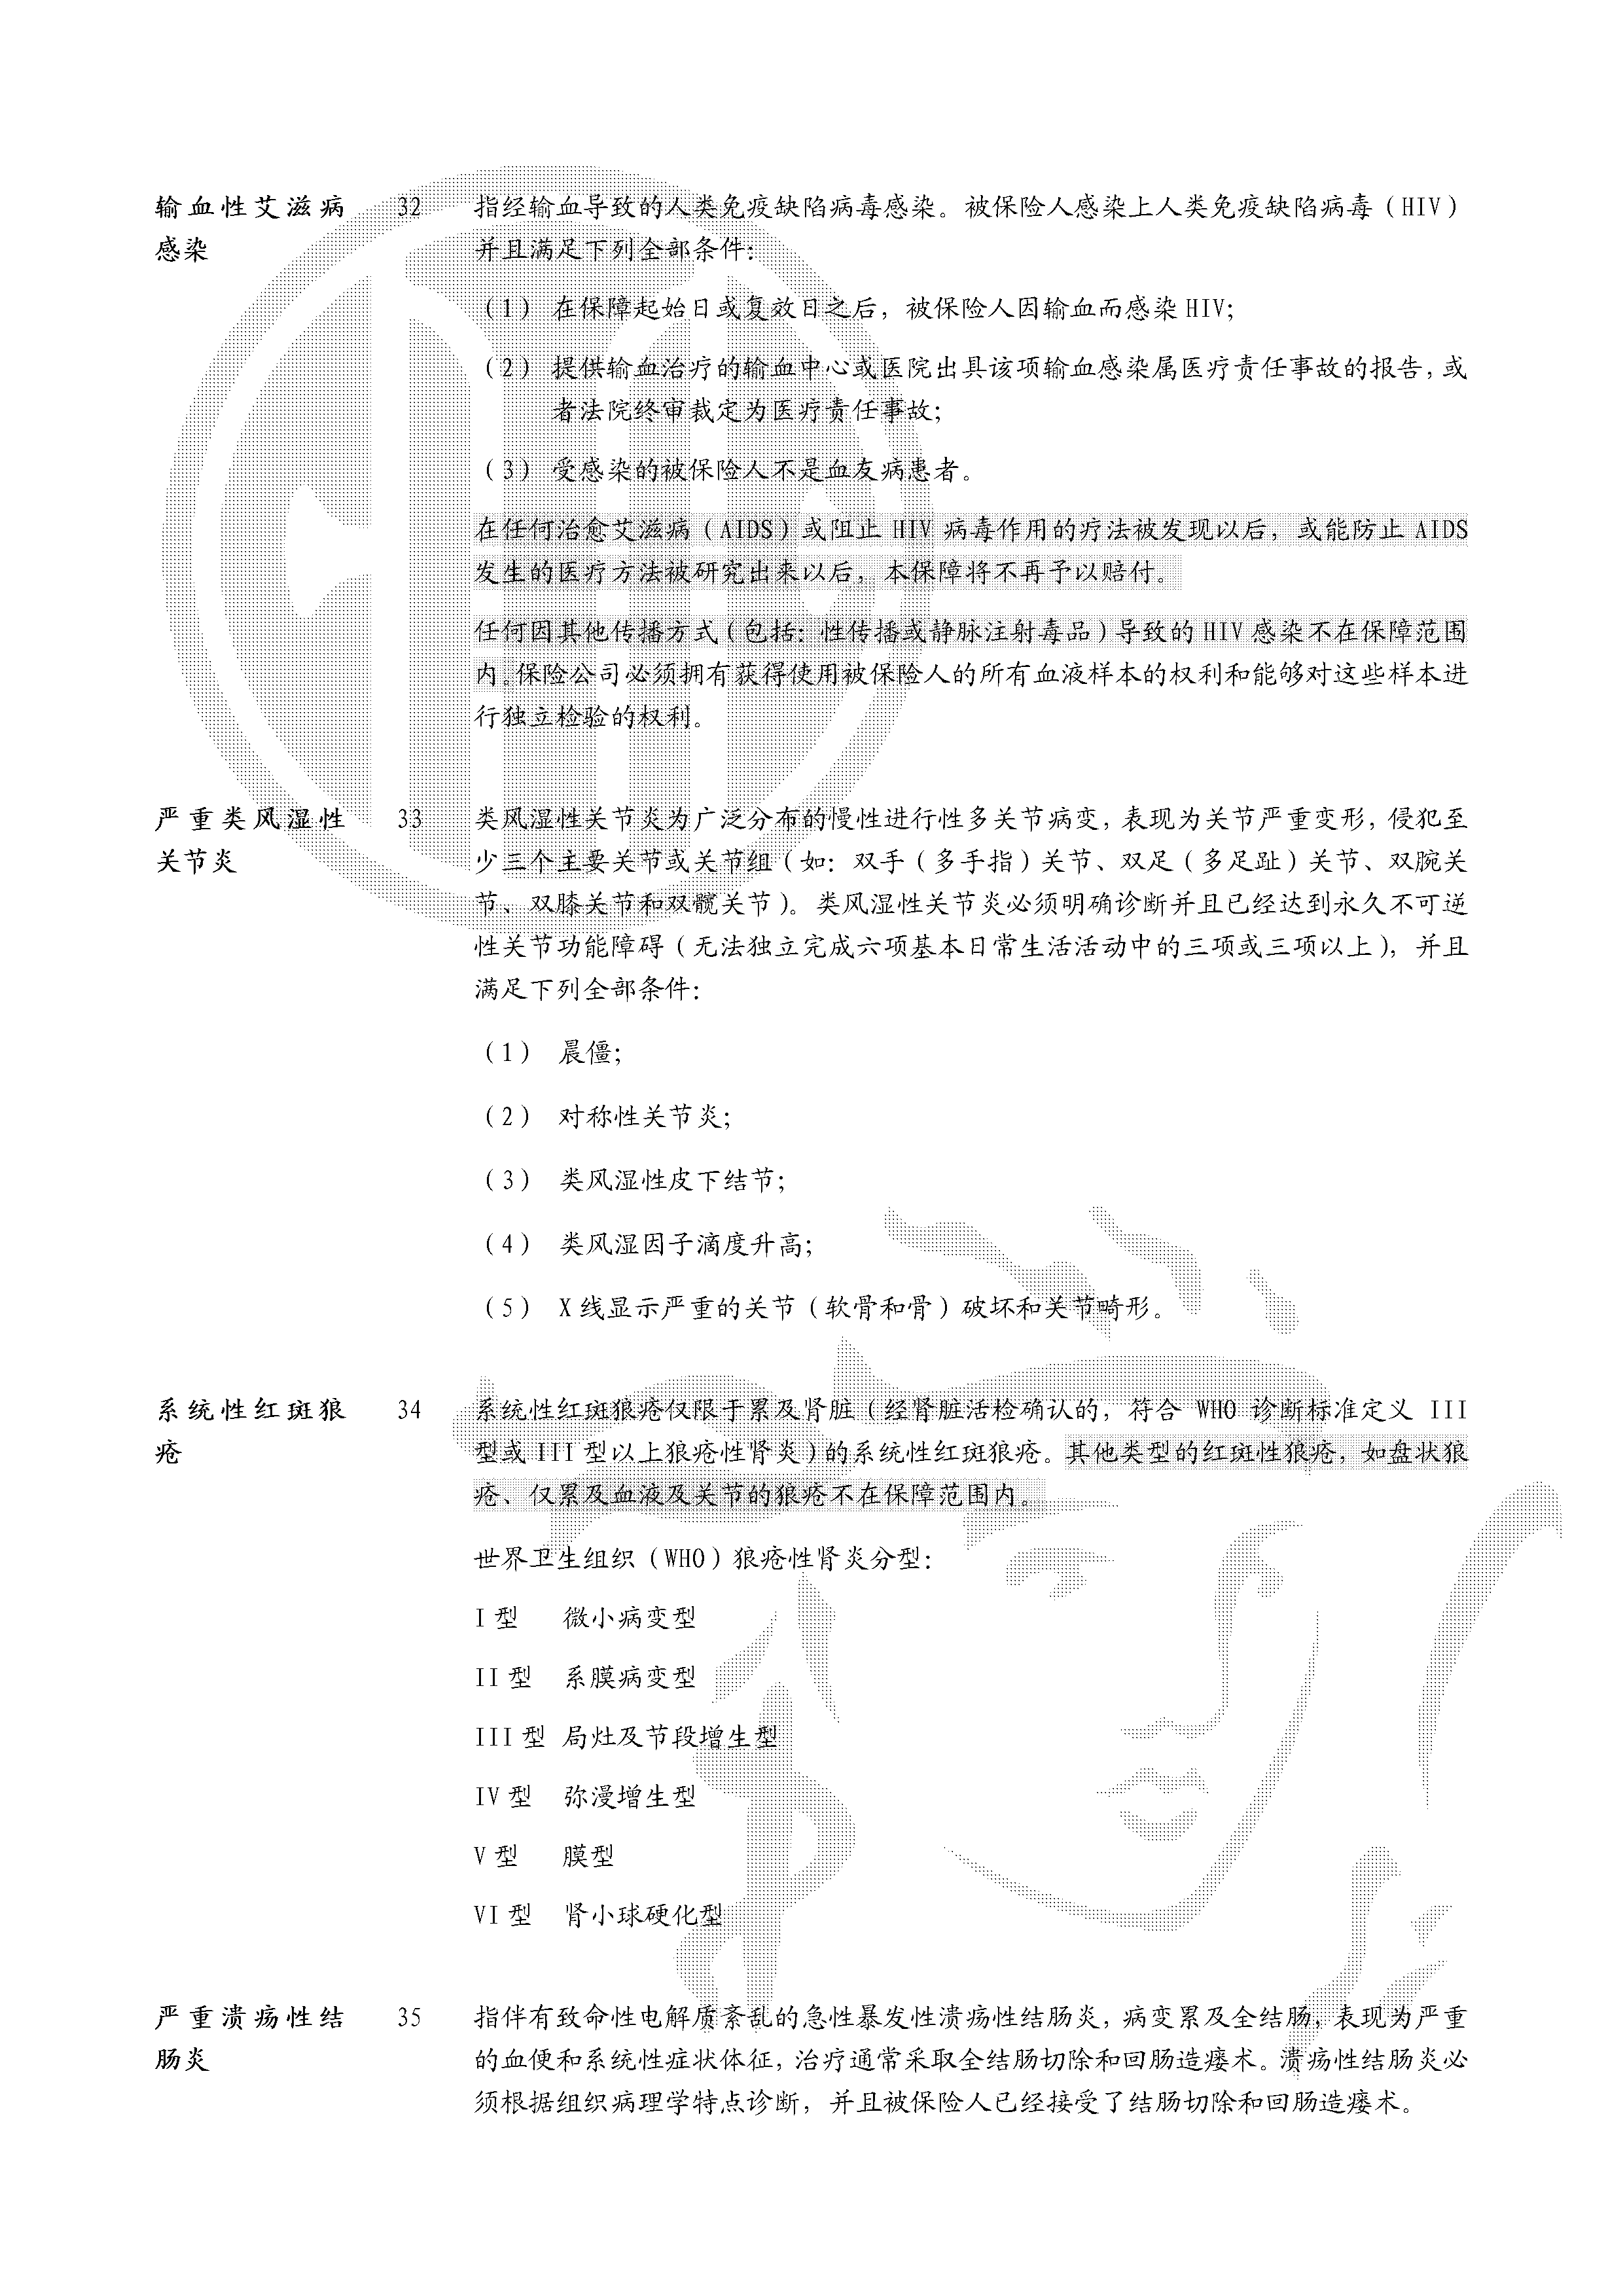 输血性艾滋病 32 指经输血导致的人类免疫缺陷病毒感染。被保险人感染上人类免疫缺陷病毒（HIV）
感染 并且满足下列全部条件：
（1） 在保障起始日或复效日之后，被保险人因输血而感染 HIV；
（2） 提供输血治疗的输血中心或医院出具该项输血感染属医疗责任事故的报告，或
者法院终审裁定为医疗责任事故；
（3） 受感染的被保险人不是血友病患者。
在任何治愈艾滋病（AIDS）或阻止 HIV 病毒作用的疗法被发现以后，或能防止 AIDS
发生的医疗方法被研究出来以后，本保障将不再予以赔付。
任何因其他传播方式（包括：性传播或静脉注射毒品）导致的 HIV 感染不在保障范围
内。保险公司必须拥有获得使用被保险人的所有血液样本的权利和能够对这些样本进
行独立检验的权利。
严重类风湿性 33 类风湿性关节炎为广泛分布的慢性进行性多关节病变，表现为关节严重变形，侵犯至
关节炎 少三个主要关节或关节组（如：双手（多手指）关节、双足（多足趾）关节、双腕关
节、双膝关节和双髋关节）。类风湿性关节炎必须明确诊断并且已经达到永久不可逆
性关节功能障碍（无法独立完成六项基本日常生活活动中的三项或三项以上），并且
满足下列全部条件：
（1） 晨僵；
（2） 对称性关节炎；
（3） 类风湿性皮下结节；
（4） 类风湿因子滴度升高；
（5） X 线显示严重的关节（软骨和骨）破坏和关节畸形。
系统性红斑狼 34 系统性红斑狼疮仅限于累及肾脏（经肾脏活检确认的，符合 WHO 诊断标准定义 III
疮 型或 III 型以上狼疮性肾炎）的系统性红斑狼疮。其他类型的红斑性狼疮，如盘状狼
疮、仅累及血液及关节的狼疮不在保障范围内。
世界卫生组织（WHO）狼疮性肾炎分型：
I 型 微小病变型
II 型 系膜病变型
III 型 局灶及节段增生型
IV 型 弥漫增生型
V 型 膜型
VI 型 肾小球硬化型
严重溃疡性结 35 指伴有致命性电解质紊乱的急性暴发性溃疡性结肠炎，病变累及全结肠，表现为严重
肠炎 的血便和系统性症状体征，治疗通常采取全结肠切除和回肠造瘘术。溃疡性结肠炎必
须根据组织病理学特点诊断，并且被保险人已经接受了结肠切除和回肠造瘘术。